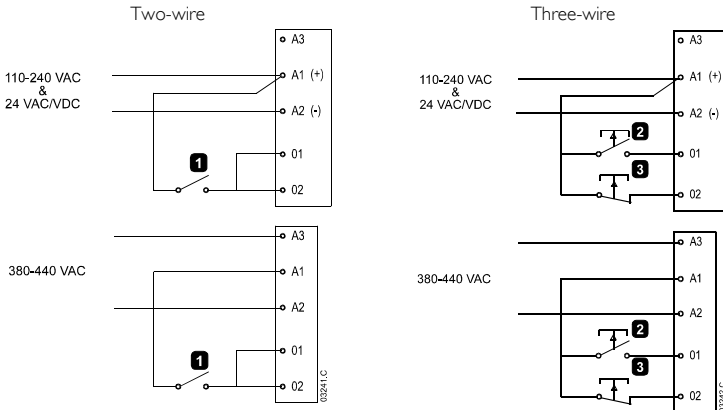 Two-wire
110-240 VAC
&
24 VAC/VDC
A3
A1 (+)
A2 (-)
01
02
1
380-440 VAC
A3
A1
A2
01
02
1
03241.C
Three-wire
110-240 VAC
&
24 VAC/VDC
A3
A1 (+)
A2 (-)
01
02
2
3
380-440 VAC
A3
A1
A2
01
02
2
3
03242.C